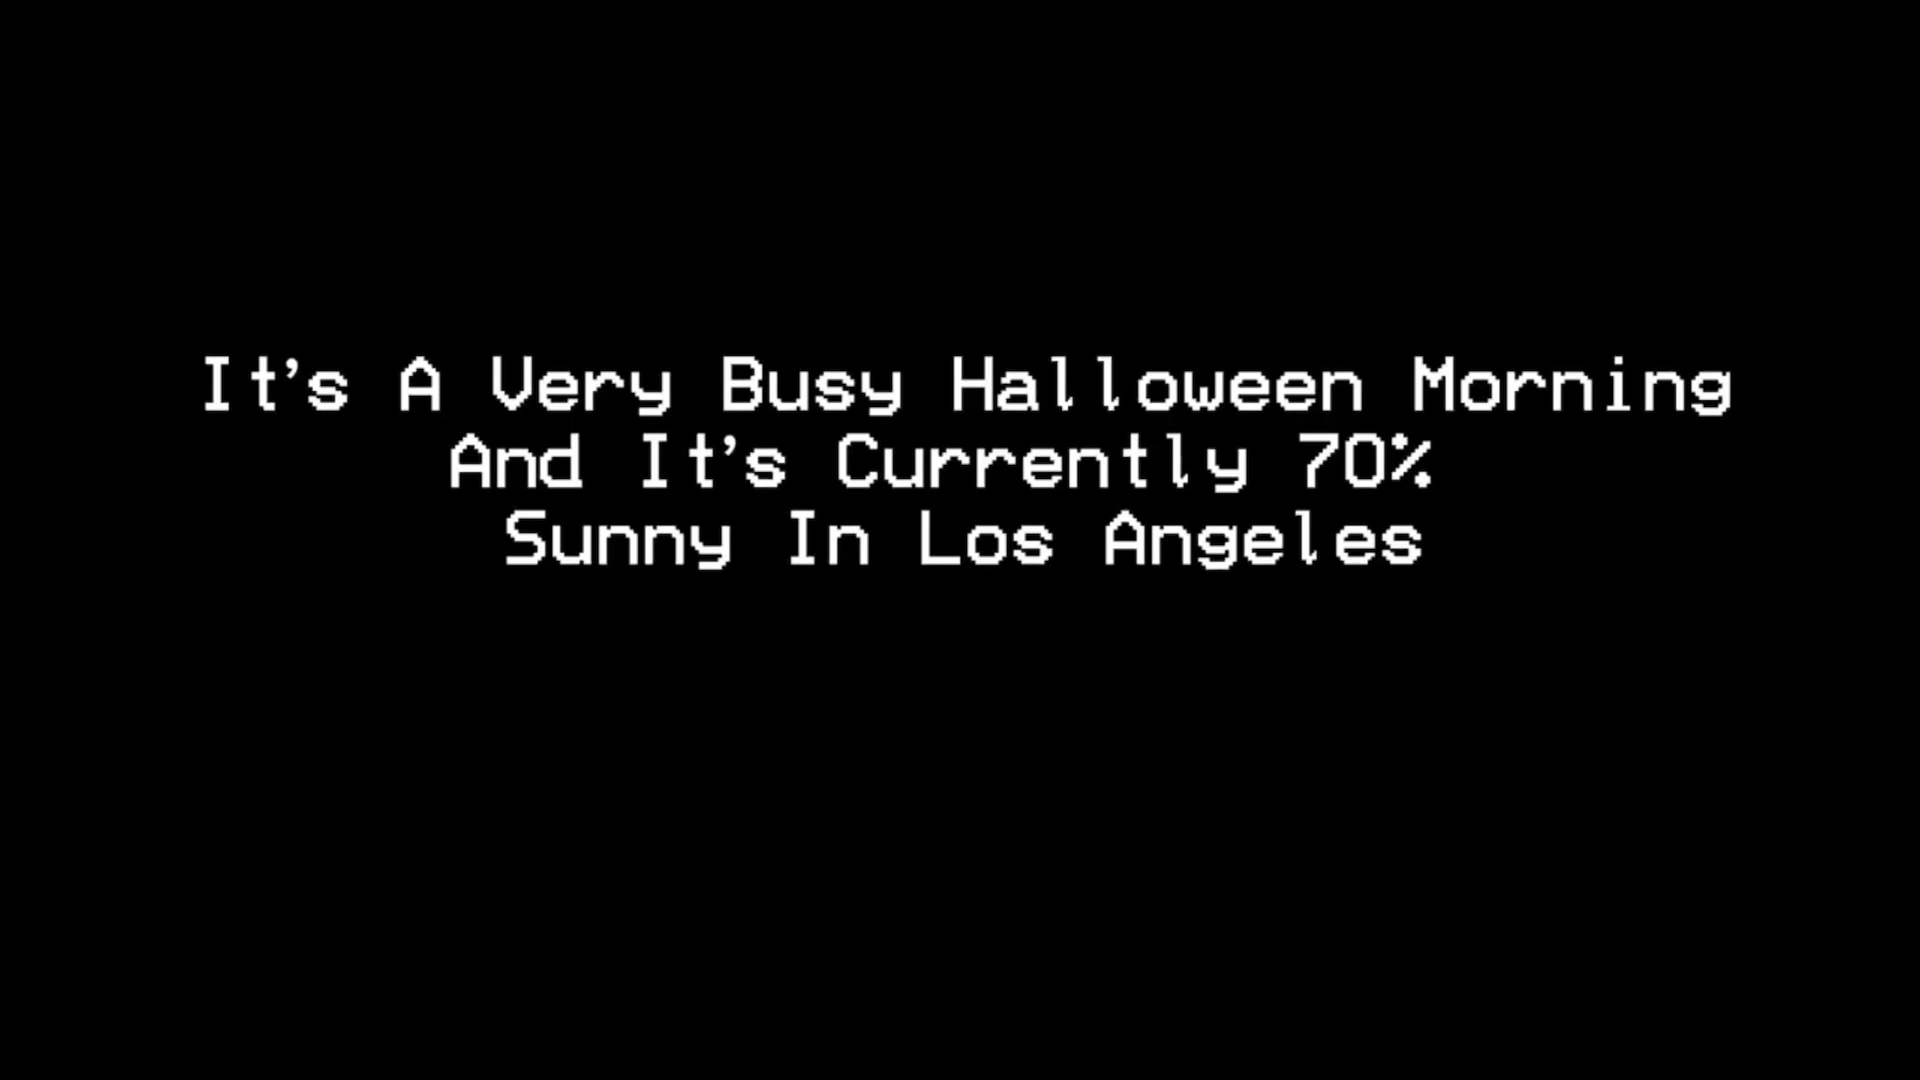 It's A Very Busy Halloween Morning
And It's Currently 70%
Sunny In Los Angeles